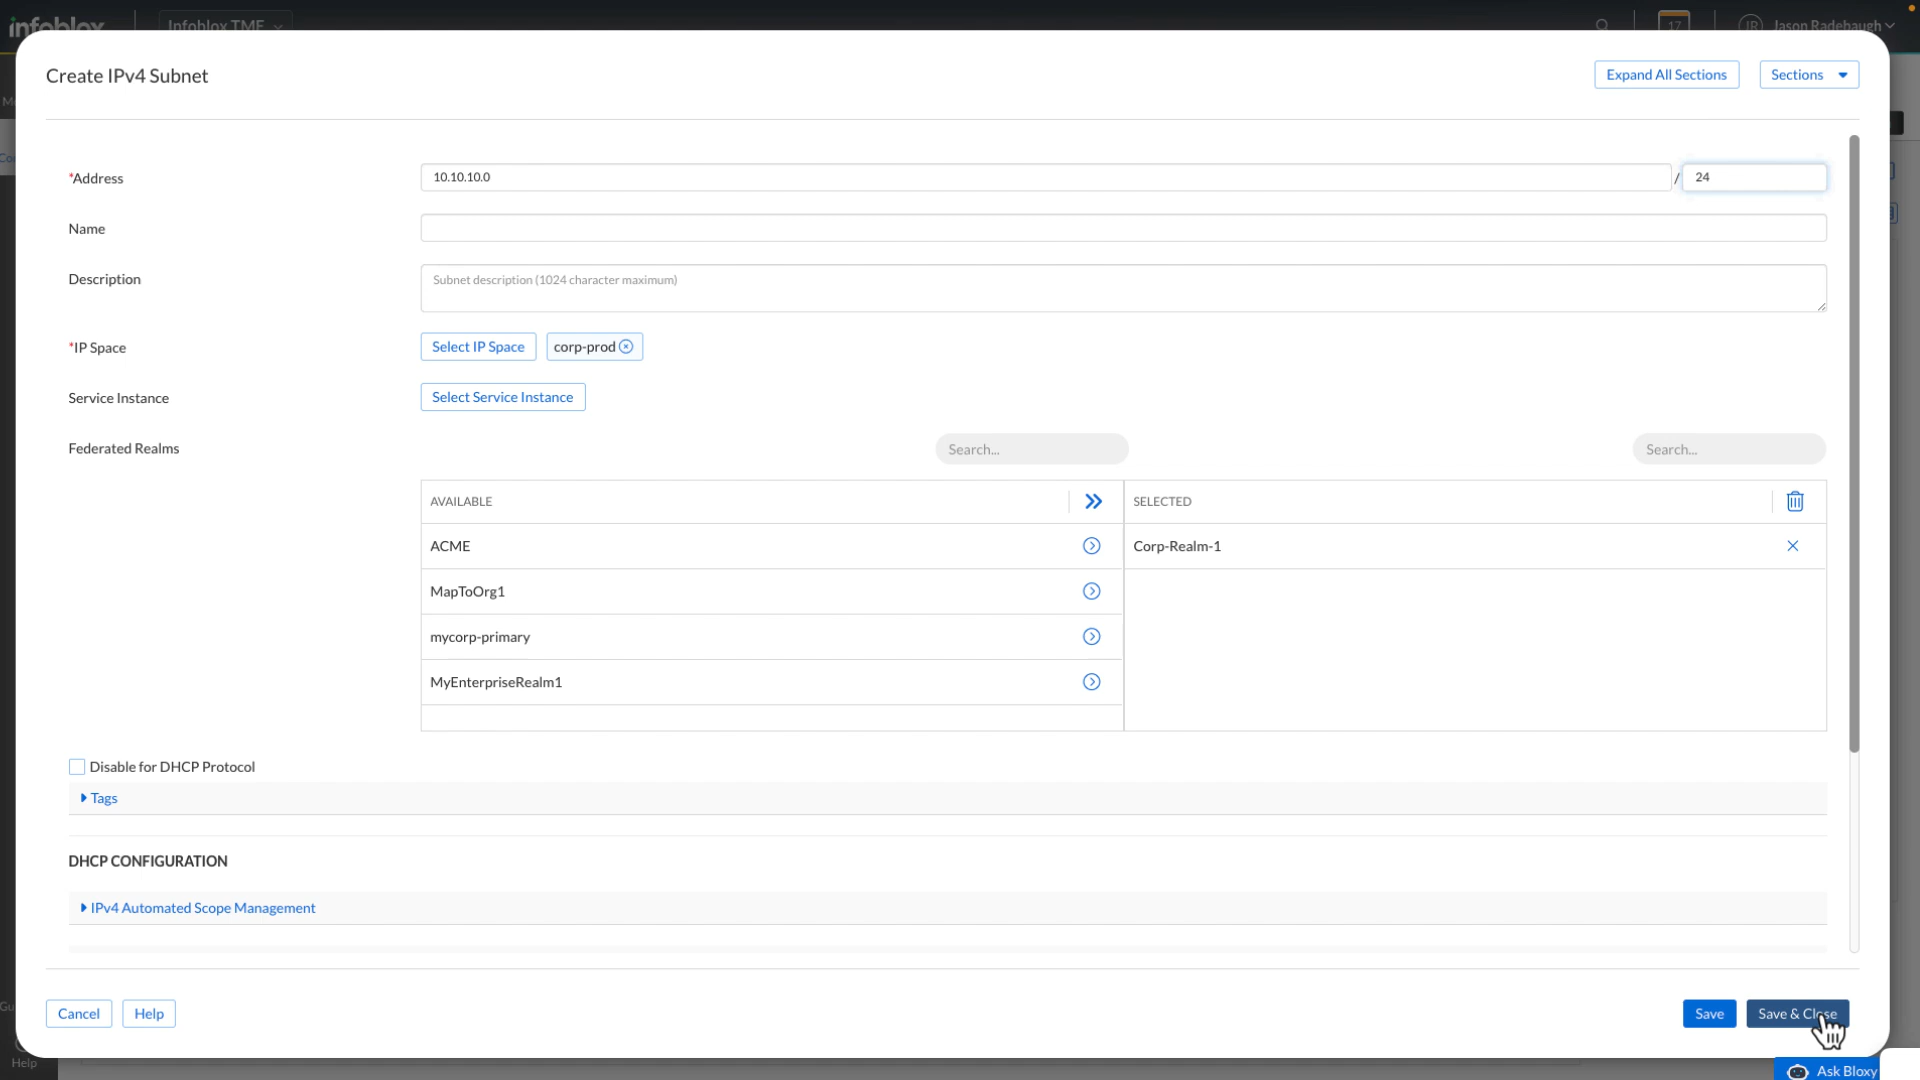 infoblox Infoblox TME 17 JR Jason Radebaugh
Create IPv4 Subnet
Expand All Sections
Sections
*Address
10.10.10.0
/
24
Name
Description
Subnet description (1024 character maximum)
*IP Space
Select IP Space
corp-prod
Service Instance
Select Service Instance
Federated Realms
Search...
Search...
AVAILABLE
SELECTED
ACME
Corp-Realm-1
MapToOrg1
mycorp-primary
MyEnterpriseRealm1
Disable for DHCP Protocol
Tags
DHCP CONFIGURATION
IPv4 Automated Scope Management
Cancel
Help
Save
Save & Close
Help
Ask Bloxy